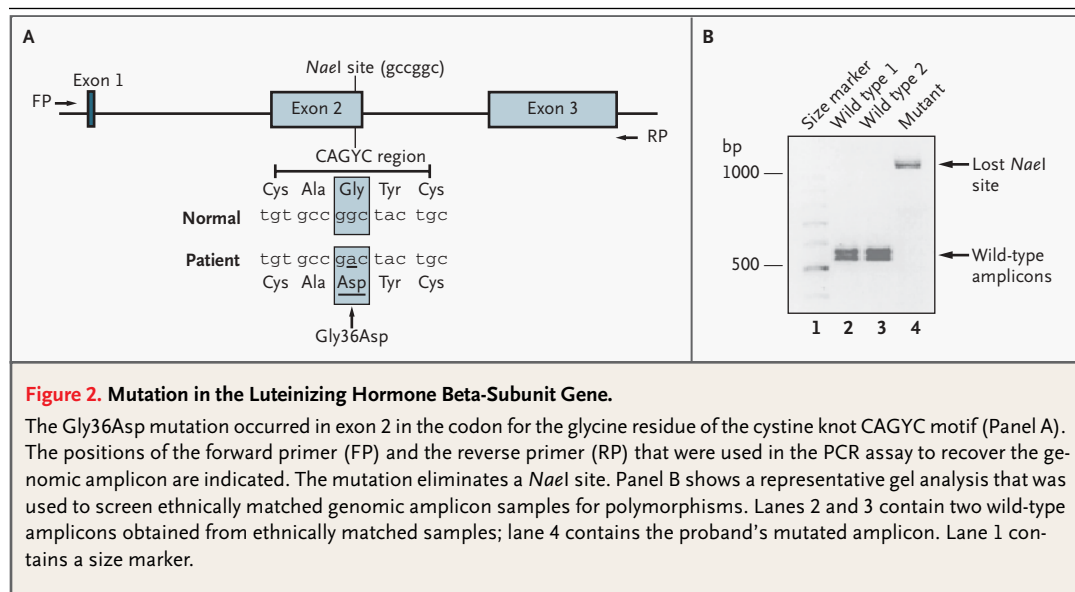 A
NaeI site (gccggc)
Exon 1
FP
Exon 2
Exon 3
RP
CAGYC region
Cys Ala Gly Tyr Cys
Normal tgt gcc ggc tac tgc
Patient tgt gcc gac tac tgc
Cys Ala Asp Tyr Cys
Gly36Asp
B
Size marker
Wild type 1
Wild type 2
Mutant
bp
1000
Lost NaeI
site
500
Wild-type
amplicons
1 2 3 4
Figure 2. Mutation in the Luteinizing Hormone Beta-Subunit Gene.
The Gly36Asp mutation occurred in exon 2 in the codon for the glycine residue of the cystine knot CAGYC motif (Panel A).
The positions of the forward primer (FP) and the reverse primer (RP) that were used in the PCR assay to recover the ge-
nomic amplicon are indicated. The mutation eliminates a NaeI site. Panel B shows a representative gel analysis that was
used to screen ethnically matched genomic amplicon samples for polymorphisms. Lanes 2 and 3 contain two wild-type
amplicons obtained from ethnically matched samples; lane 4 contains the proband's mutated amplicon. Lane 1 con-
tains a size marker.